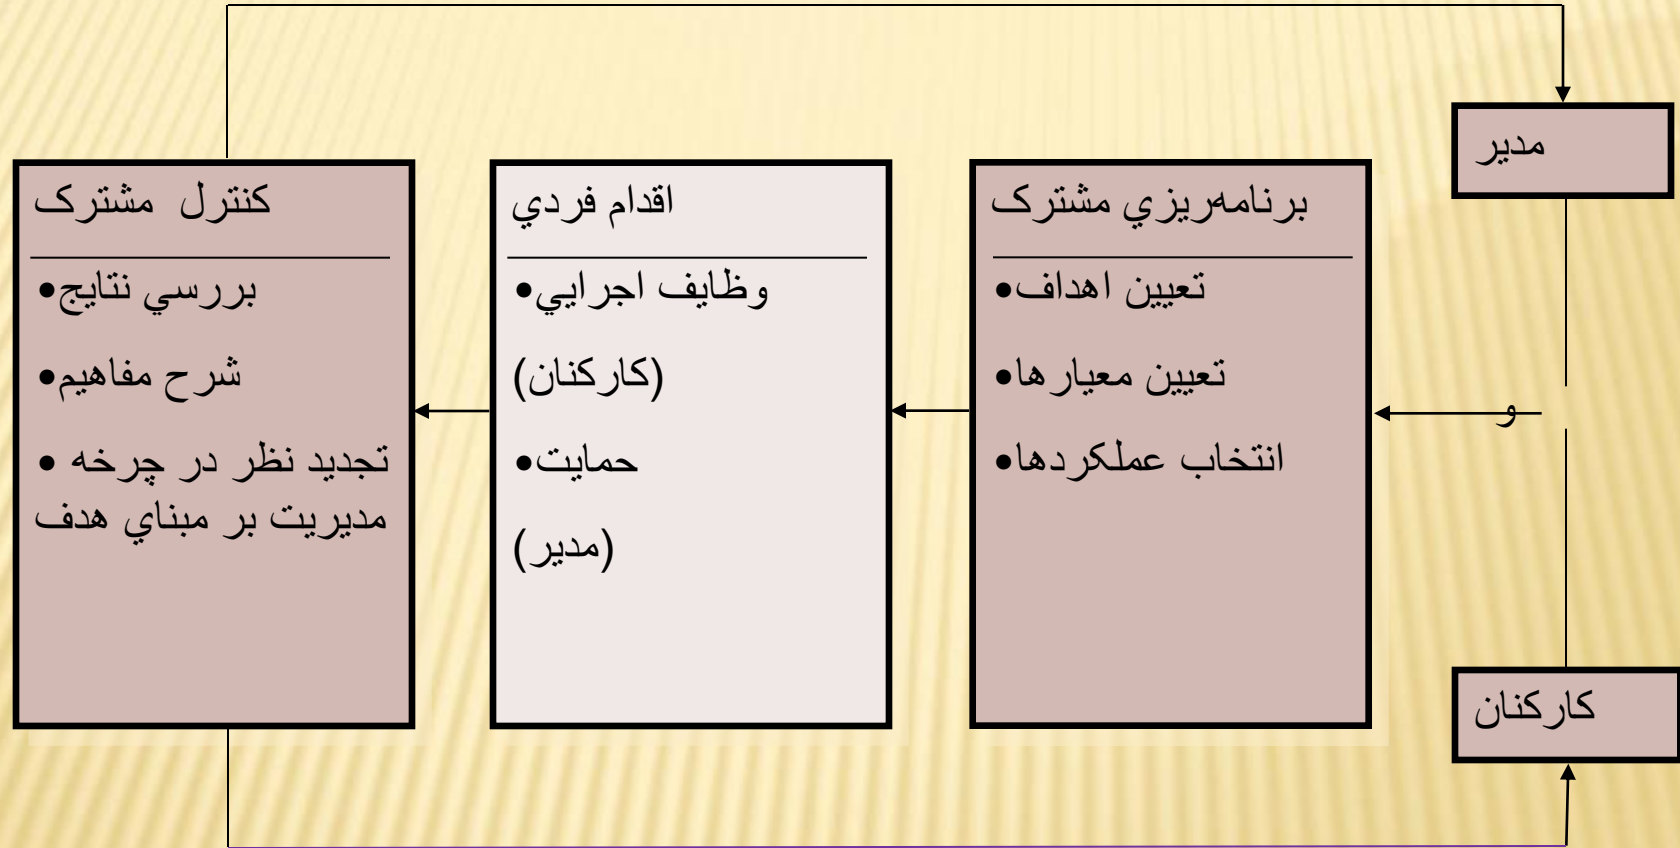 مدير
و
کارکنان
برنامه‌ريزي مشترک
•تعيين اهداف
•تعيين معيارها
•انتخاب عملکردها
اقدام فردي
•وظايف اجرايي
(کارکنان)
•حمايت
(مدير)
کنترل مشترک
•بررسي نتايج
•شرح مفاهيم
• تجديد نظر در چرخه
مديريت بر مبناي هدف